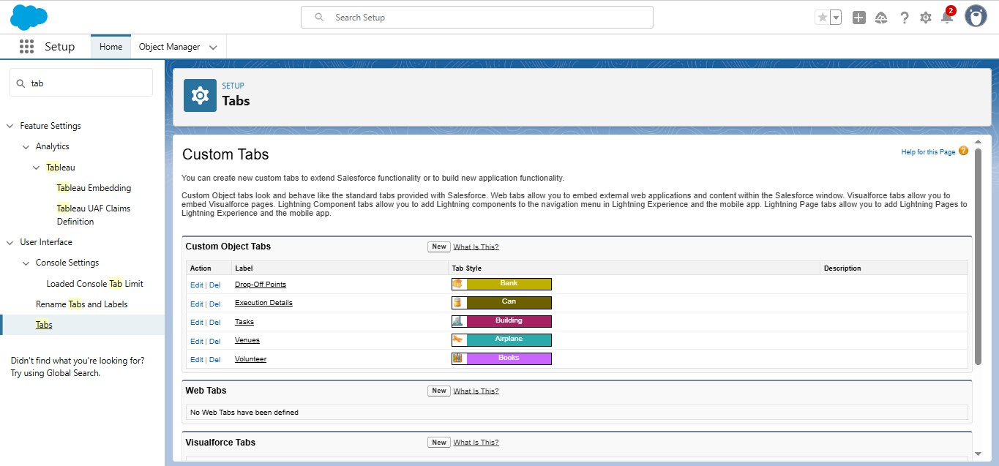 Search Setup
2
Setup
Home
Object Manager
tab
Feature Settings
Analytics
Tableau
Tableau Embedding
Tableau UAF Claims
Definition
User Interface
Console Settings
Loaded Console Tab Limit
Rename Tabs and Labels
Tabs
Didn't find what you're looking for?
Try using Global Search.
SETUP
Tabs
Custom Tabs
Help for this Page ?
You can create new custom tabs to extend Salesforce functionality or to build new application functionality.
Custom Object tabs look and behave like the standard tabs provided with Salesforce. Web tabs allow you to embed external web applications and content within the Salesforce window. Visualforce tabs allow you to
embed Visualforce pages. Lightning Component tabs allow you to add Lightning components to the navigation menu in Lightning Experience and the mobile app. Lightning Page tabs allow you to add Lightning Pages to
Lightning Experience and the mobile app.
Custom Object Tabs New What Is This?
Action Label Tab Style Description
Edit | Del Drop-Off Points Bank
Edit | Del Execution Details Can
Edit | Del Tasks Building
Edit | Del Venues Airplane
Edit | Del Volunteer Books
Web Tabs New What Is This?
No Web Tabs have been defined
Visualforce Tabs New What Is This?